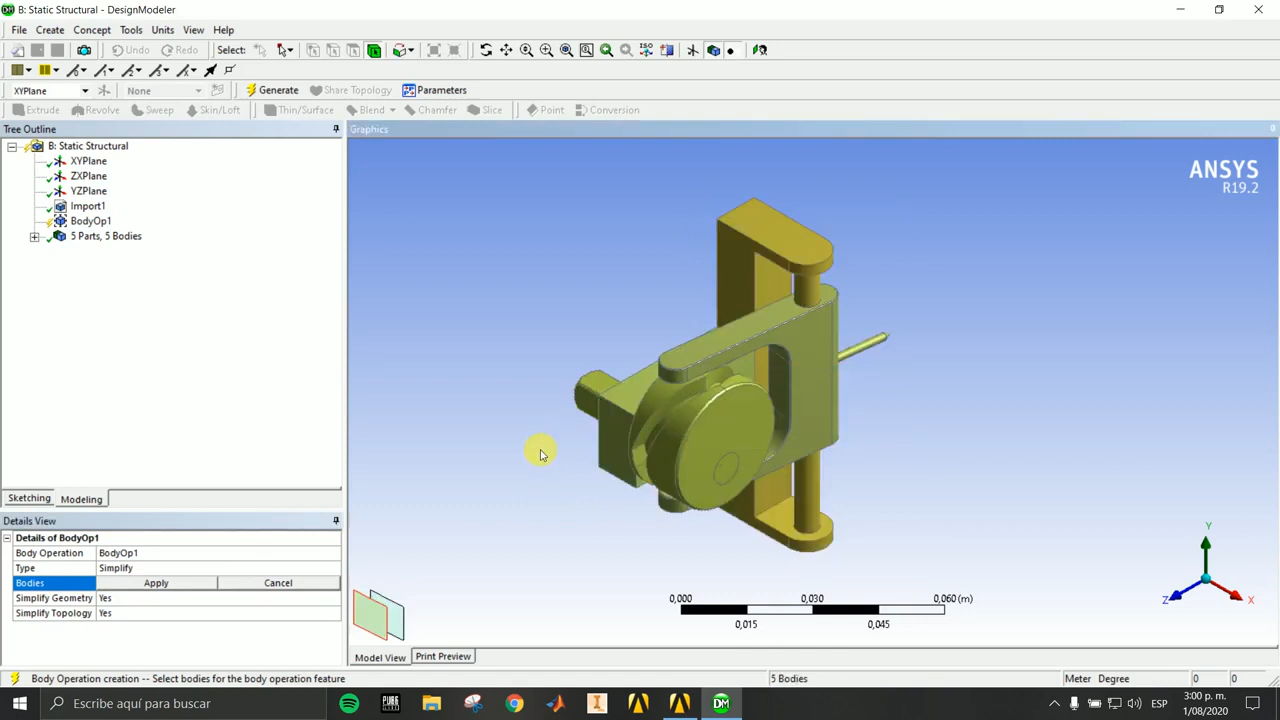 B: Static Structural - DesignModeler
File Create Concept Tools Units View Help
Undo Redo Select:
XYPlane None Generate Share Topology Parameters
Extrude Revolve Sweep Skin/Loft Thin/Surface Blend Chamfer Slice Point Conversion
Tree Outline
Graphics
B: Static Structural
XYPlane
ZXPlane
YZPlane
Import1
BodyOp1
5 Parts, 5 Bodies
ANSYS
R19.2
Sketching Modeling
Details View
Details of BodyOp1
Body Operation BodyOp1
Type Simplify
Bodies Apply Cancel
Simplify Geometry Yes
Simplify Topology Yes
0,000 0,030 0,060 (m)
0,015 0,045
Y
Z X
Model View Print Preview
Body Operation creation -- Select bodies for the body operation feature 5 Bodies Meter Degree 0 0
Escribe aquí para buscar
ESP
3:00 p. m.
1/08/2020